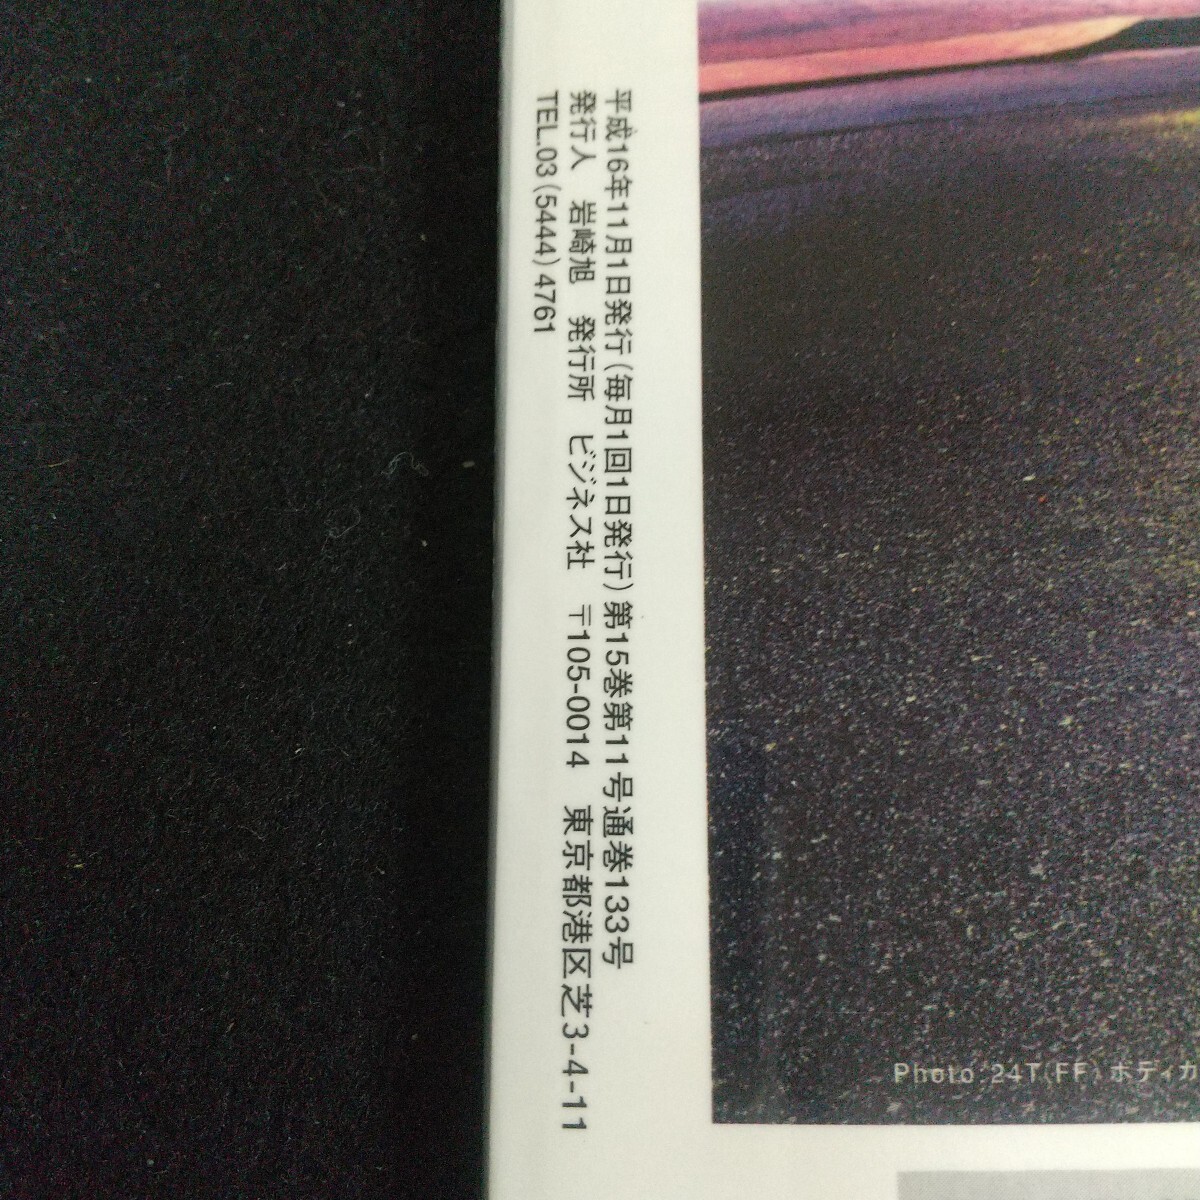 平成16年11月1日発行(毎月1回1日発行)第15巻第11号通巻133号
発行人　岩崎旭　発行所　ビジネス社　〒105-0014　東京都港区芝3-4-11
TEL.03(5444)4761
Photo:24T(FF) ボディカ